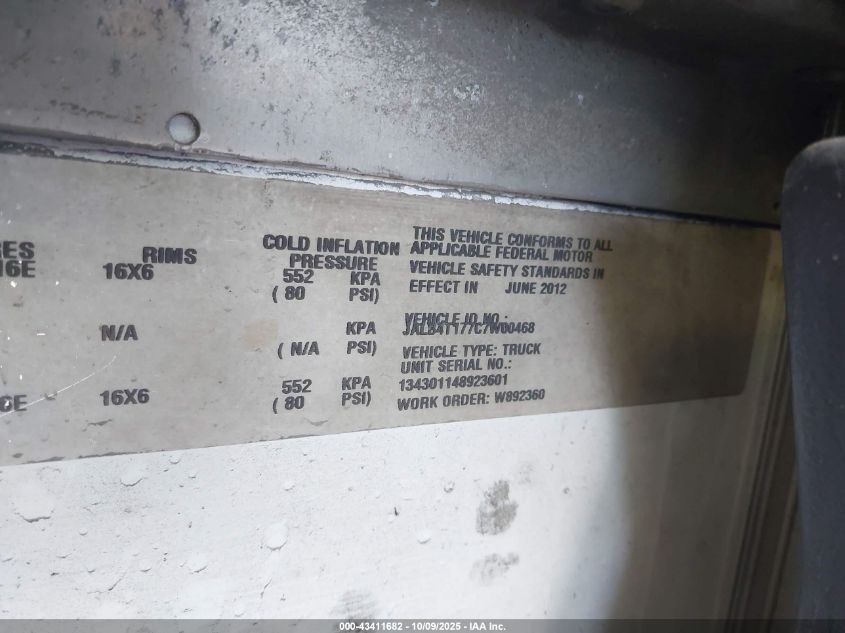 RES RIMS COLD INFLATION PRESSURE
16E 16X6 552 KPA
( 80 PSI)
N/A KPA
( N/A PSI)
CE 16X6 552 KPA
( 80 PSI)
THIS VEHICLE CONFORMS TO ALL
APPLICABLE FEDERAL MOTOR
VEHICLE SAFETY STANDARDS IN
EFFECT IN JUNE 2012
VEHICLE ID NO.:
VEHICLE TYPE: TRUCK
UNIT SERIAL NO.:
134301148923601
WORK ORDER: W892360
000-43411682 - 10/09/2025 - IAA Inc.